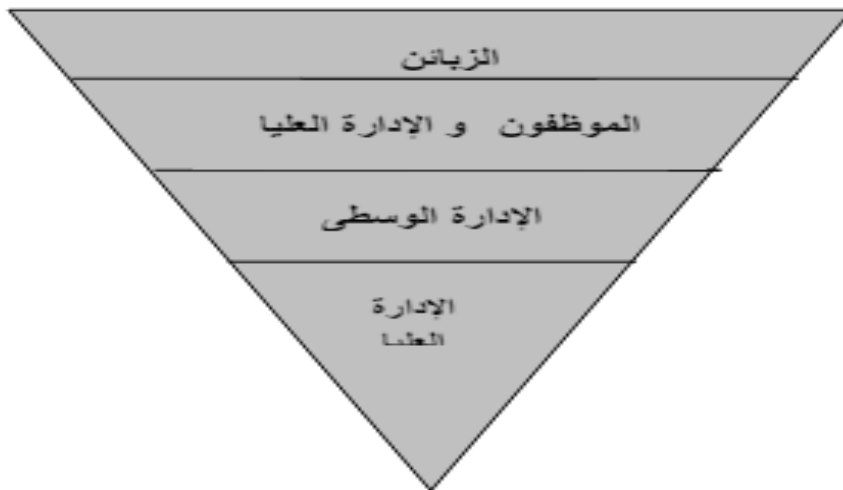 الزبائن
الموظفون و الإدارة العليا
الإدارة الوسطى
الإدارة
العليا